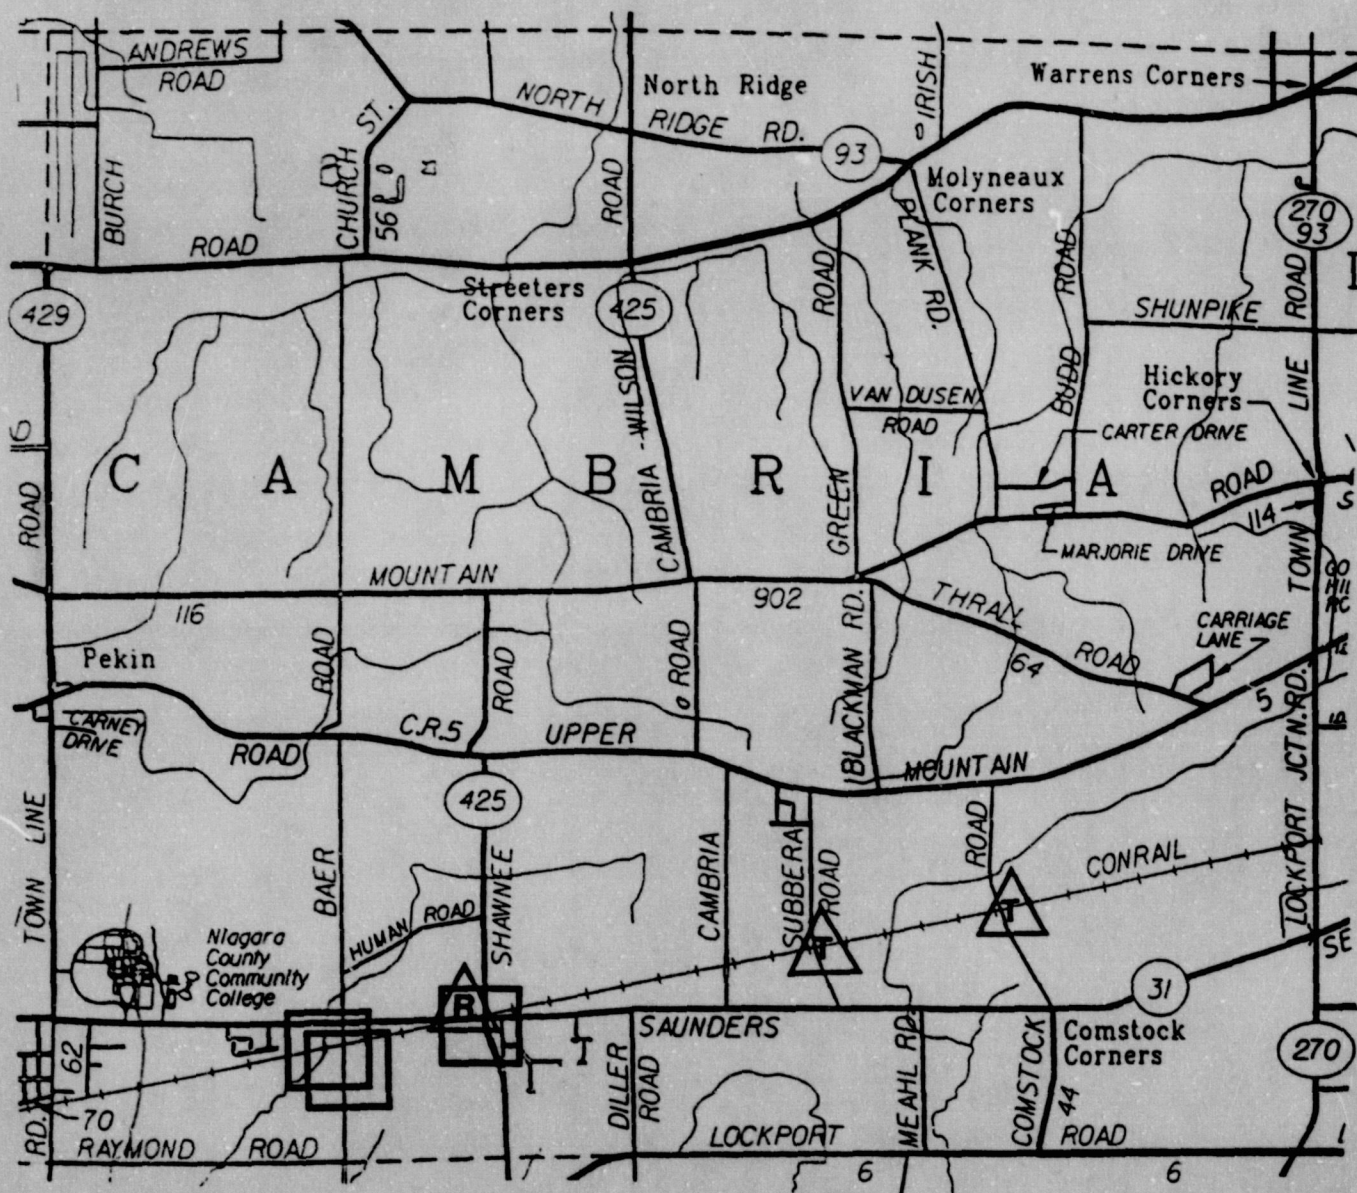 ANDREWS
ROAD
NORTH
North Ridge
RIDGE RD.
IRISH
Warrens Corners
CHURCH
ST.
56
BURCH
ROAD
ROAD
93
Molyneaux
Corners
PLANK RD.
270
93
ROAD
ROAD
ROAD
429
Streeters
Corners
425
SHUNPIKE
CAMBRIA - WILSON
Hickory
Corners
LINE
VAN DUSEN
ROAD
BUDD
CARTER DRIVE
6
C A M B R I A
ROAD
114
S
GREEN
ROAD
MARJORIE DRIVE
TOWN
MOUNTAIN
116
902
THRALL
ROAD
64
CARRIAGE
LANE
Pekin
ROAD
ROAD
ROAD
BLACKMAN RD.
CARNEY
DRIVE
ROAD
C.R.5
UPPER
MOUNTAIN
5
LOCKPORT JCTN. RD.
425
TOWN LINE
BAER
SHAWNEE
HUMAN ROAD
CAMBRIA
SUBBERA
ROAD
ROAD
CONRAIL
T
T
Niagara
County
Community
College
R
31
SE
SAUNDERS
Comstock
Corners
270
62
70
RD.
RAYMOND ROAD
DILLER
ROAD
LOCKPORT
MEAHL RD.
COMSTOCK
44
ROAD
6
6